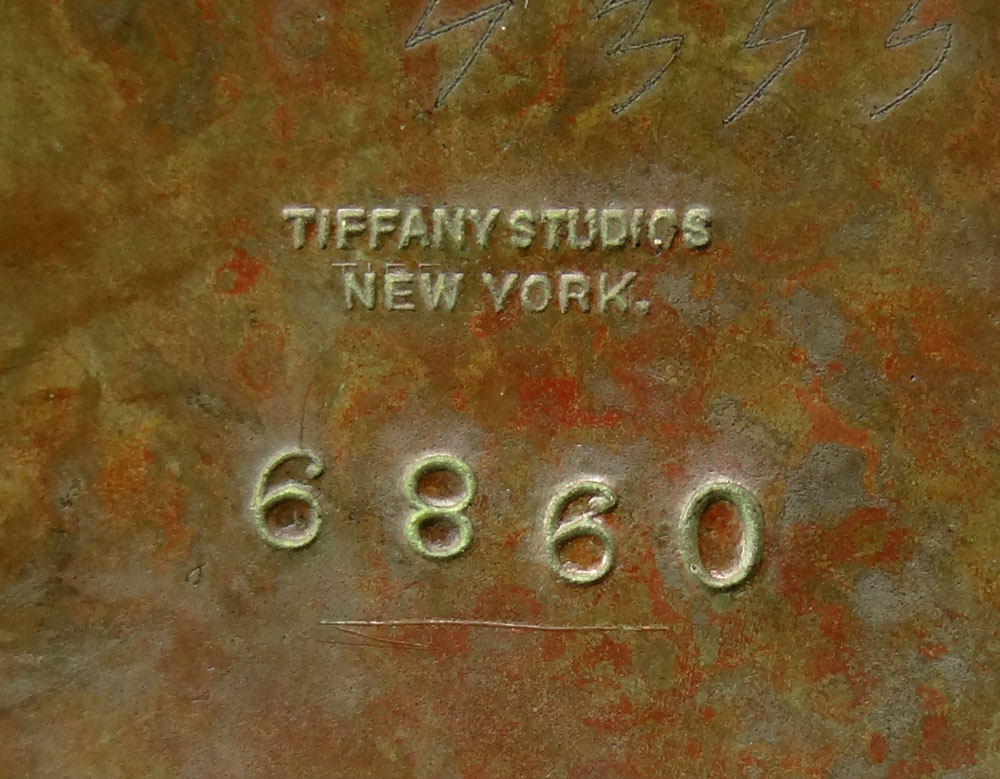 TIFFANY STUDIOS
NEW YORK.
6860